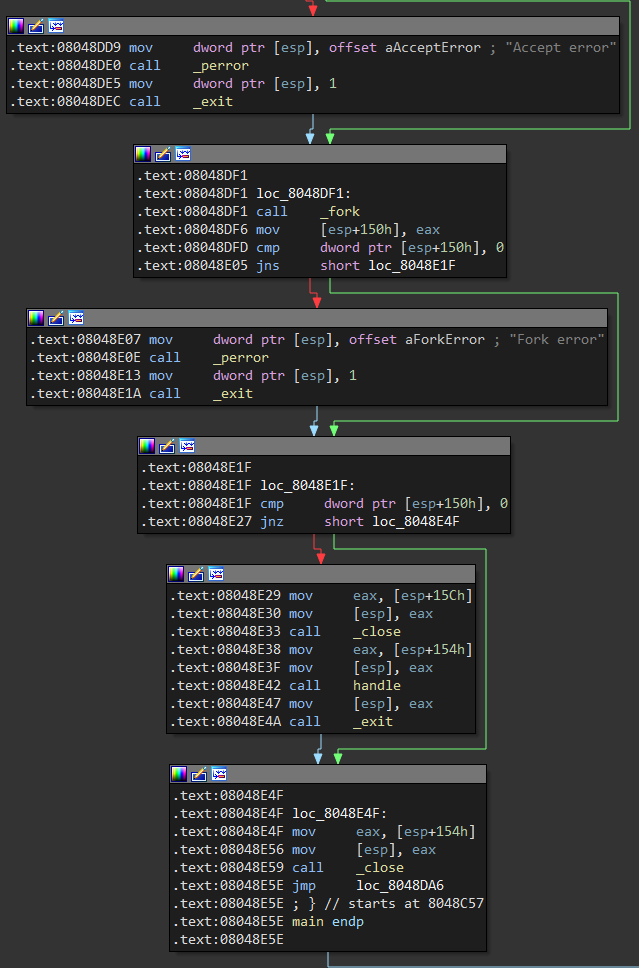 .text:08048DD9 mov dword ptr [esp], offset aAcceptError ; "Accept error"
.text:08048DE0 call _perror
.text:08048DE5 mov dword ptr [esp], 1
.text:08048DEC call _exit
.text:08048DF1
.text:08048DF1 loc_8048DF1:
.text:08048DF1 call _fork
.text:08048DF6 mov [esp+150h], eax
.text:08048DFD cmp dword ptr [esp+150h], 0
.text:08048E05 jns short loc_8048E1F
.text:08048E07 mov dword ptr [esp], offset aForkError ; "Fork error"
.text:08048E0E call _perror
.text:08048E13 mov dword ptr [esp], 1
.text:08048E1A call _exit
.text:08048E1F
.text:08048E1F loc_8048E1F:
.text:08048E1F cmp dword ptr [esp+150h], 0
.text:08048E27 jnz short loc_8048E4F
.text:08048E29 mov eax, [esp+15Ch]
.text:08048E30 mov [esp], eax
.text:08048E33 call _close
.text:08048E38 mov eax, [esp+154h]
.text:08048E3F mov [esp], eax
.text:08048E42 call handle
.text:08048E47 mov [esp], eax
.text:08048E4A call _exit
.text:08048E4F
.text:08048E4F loc_8048E4F:
.text:08048E4F mov eax, [esp+154h]
.text:08048E56 mov [esp], eax
.text:08048E59 call _close
.text:08048E5E jmp loc_8048DA6
.text:08048E5E ; } // starts at 8048C57
.text:08048E5E main endp
.text:08048E5E